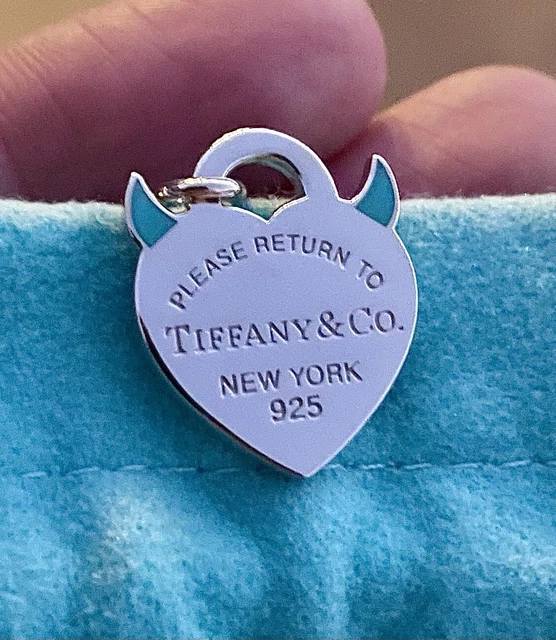 PLEASE RETURN TO
TIFFANY & CO.
NEW YORK
925